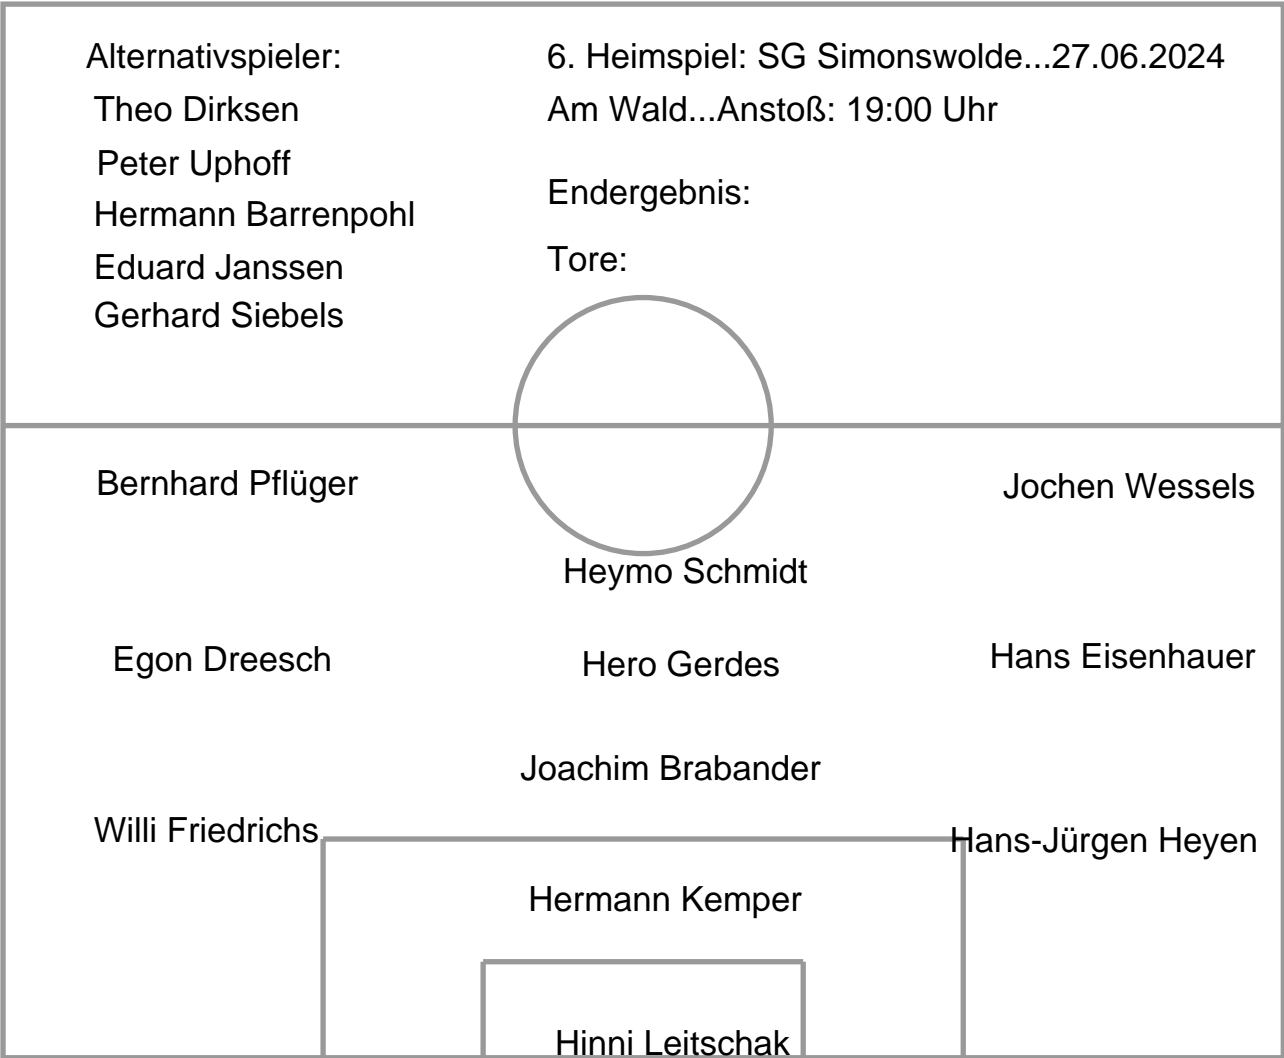 Alternativspieler:
Theo Dirksen
Peter Uphoff
Hermann Barrenpohl
Eduard Janssen
Gerhard Siebels
6. Heimspiel: SG Simonswolde...27.06.2024
Am Wald...Anstoß: 19:00 Uhr
Endergebnis:
Tore:
Bernhard Pflüger
Jochen Wessels
Heymo Schmidt
Egon Dreesch
Hero Gerdes
Hans Eisenhauer
Joachim Brabander
Willi Friedrichs
Hans-Jürgen Heyen
Hermann Kemper
Hinni Leitschak